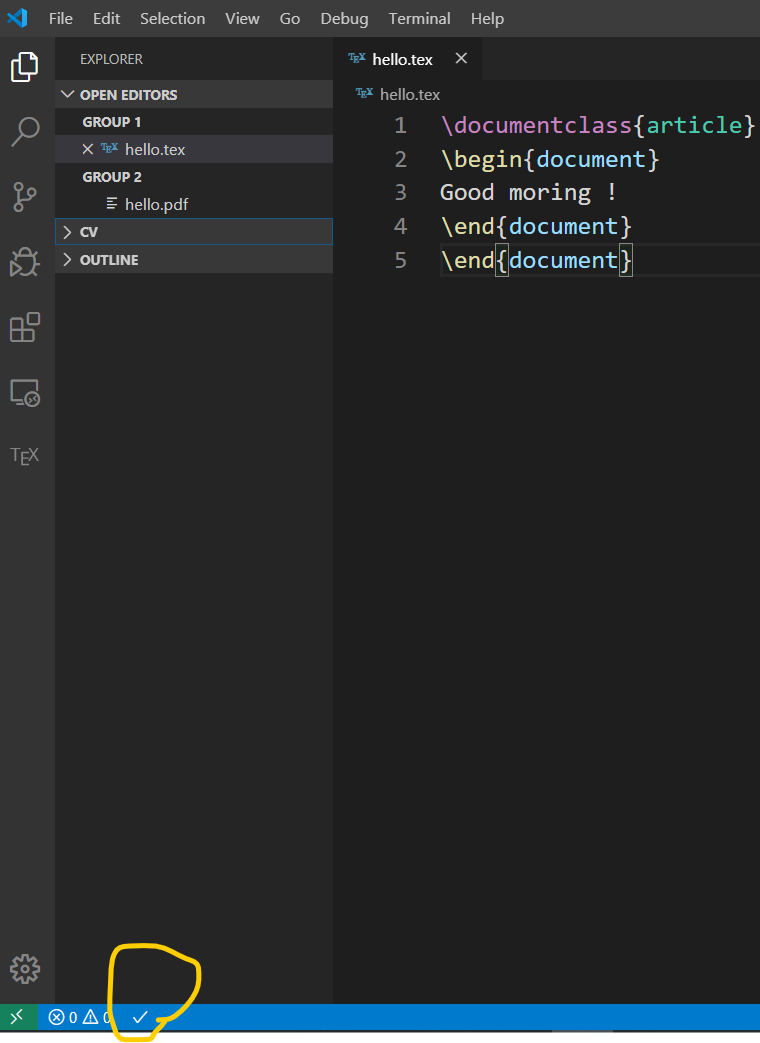 File Edit Selection View Go Debug Terminal Help
EXPLORER
OPEN EDITORS
GROUP 1
TEX hello.tex
GROUP 2
hello.pdf
CV
OUTLINE
TEX
TEX hello.tex
TEX hello.tex
1 \documentclass{article}
2 \begin{document}
3 Good moring !
4 \end{document}
5 \end{document}
0 0